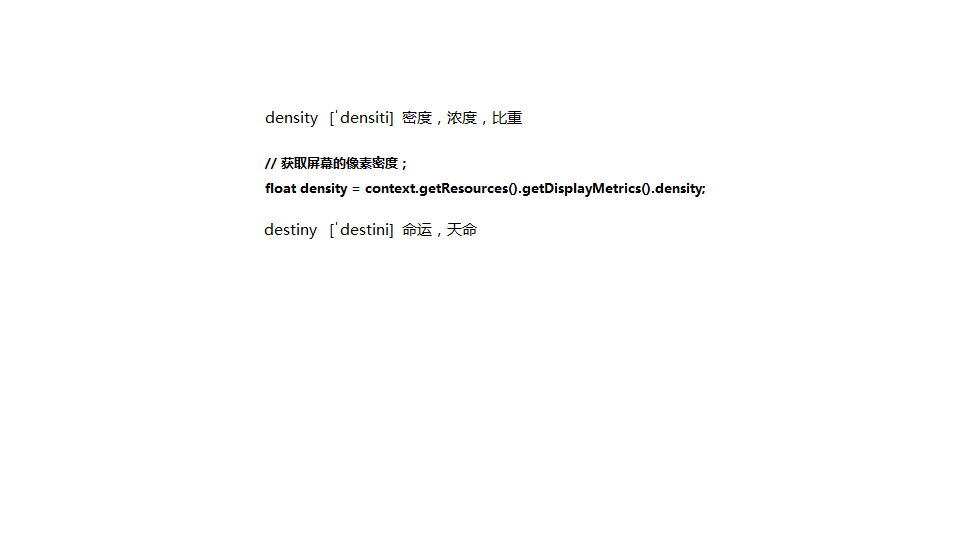 density [ˈdensiti] 密度，浓度，比重
// 获取屏幕的像素密度；
float density = context.getResources().getDisplayMetrics().density;
destiny [ˈdestini] 命运，天命